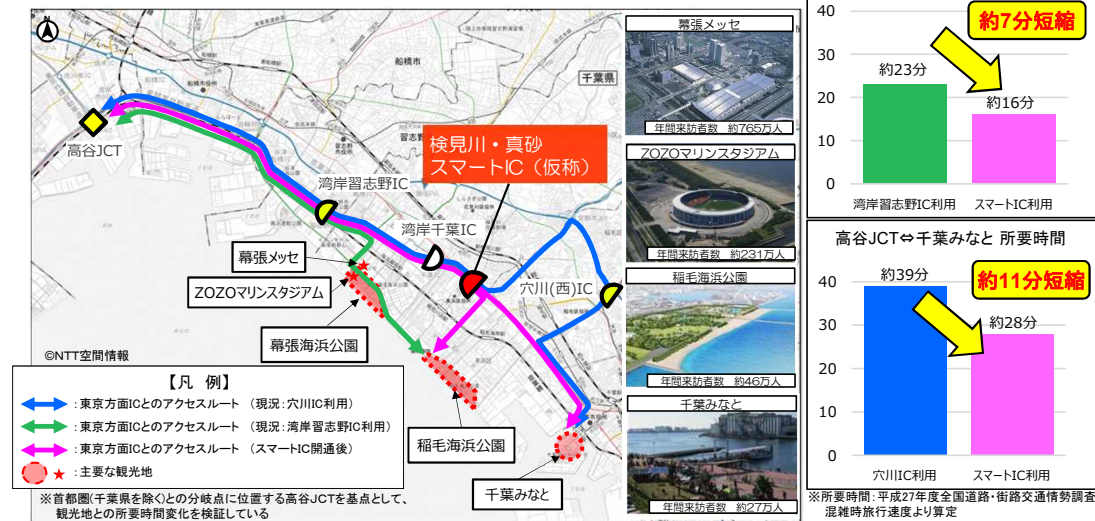 船橋市
千葉県
高谷JCT
湾岸習志野IC
検見川・真砂
スマートIC（仮称）
湾岸千葉IC
穴川(西)IC
幕張メッセ
ZOZOマリンスタジアム
幕張海浜公園
稲毛海浜公園
千葉みなと
©NTT空間情報
【凡 例】
：東京方面ICとのアクセスルート （現況：穴川IC利用）
：東京方面ICとのアクセスルート （現況：湾岸習志野IC利用）
：東京方面ICとのアクセスルート （スマートIC開通後）
：主要な観光地
※首都圏(千葉県を除く)との分岐点に位置する高谷JCTを基点として、
観光地との所要時間変化を検証している
幕張メッセ
年間来訪者数 約765万人
ZOZOマリンスタジアム
年間来訪者数 約231万人
稲毛海浜公園
年間来訪者数 約46万人
千葉みなと
年間来訪者数 約27万人
40
30
20
10
0
約7分短縮
約23分
約16分
湾岸習志野IC利用 スマートIC利用
高谷JCT⇔千葉みなと 所要時間
40
30
20
10
0
約39分
約11分短縮
約28分
穴川IC利用 スマートIC利用
※所要時間：平成27年度全国道路・街路交通情勢調査
混雑時旅行速度より算定